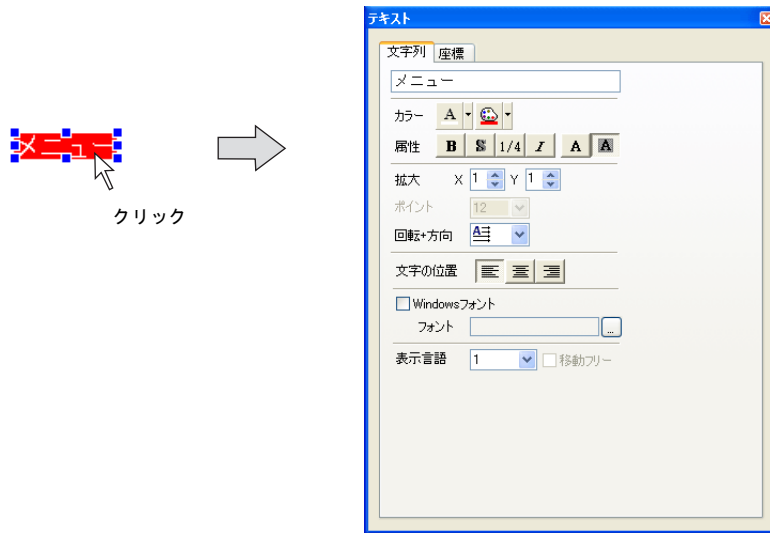 テキスト
文字列 座標
メニュー
メニュー
カラー A
属性 B S 1/4 I A A
クリック
拡大 X 1 Y 1
ポイント 12
回転+方向 A
文字の位置
Windowsフォント
フォント ...
表示言語 1 移動フリー